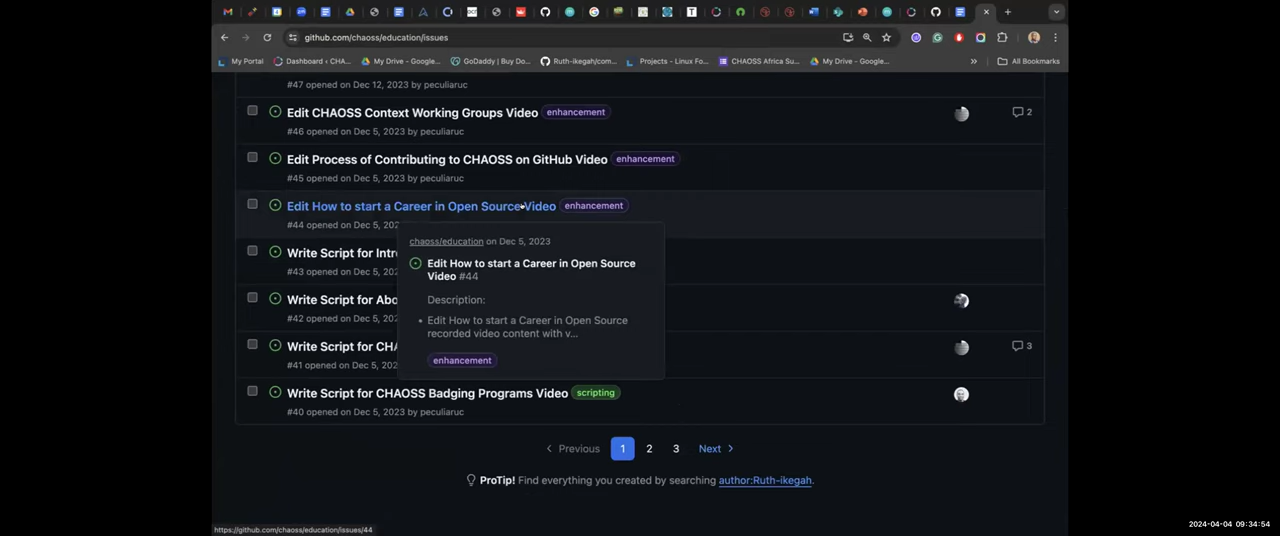 github.com/chaoss/education/issues
My Portal
Dashboard ‹ CHA...
My Drive - Google...
GoDaddy | Buy Do...
Ruth-ikegah/com...
Projects - Linux Fo...
CHAOSS Africa Su...
My Drive - Google...
»
All Bookmarks
#47 opened on Dec 12, 2023 by peculiaruc
Edit CHAOSS Context Working Groups Video enhancement
2
#46 opened on Dec 5, 2023 by peculiaruc
Edit Process of Contributing to CHAOSS on GitHub Video enhancement
#45 opened on Dec 5, 2023 by peculiaruc
Edit How to start a Career in Open Source Video enhancement
#44 opened on Dec 5, 202
chaoss/education on Dec 5, 2023
Edit How to start a Career in Open Source
Video #44
Description:
• Edit How to start a Career in Open Source
recorded video content with v...
enhancement
Write Script for Intr
#43 opened on Dec 5, 202
Write Script for Abo
#42 opened on Dec 5, 202
Write Script for CHA
3
#41 opened on Dec 5, 202
Write Script for CHAOSS Badging Programs Video scripting
#40 opened on Dec 5, 2023 by peculiaruc
Previous 1 2 3 Next
ProTip! Find everything you created by searching author:Ruth-ikegah.
https://github.com/chaoss/education/issues/44
2024-04-04 09:34:54